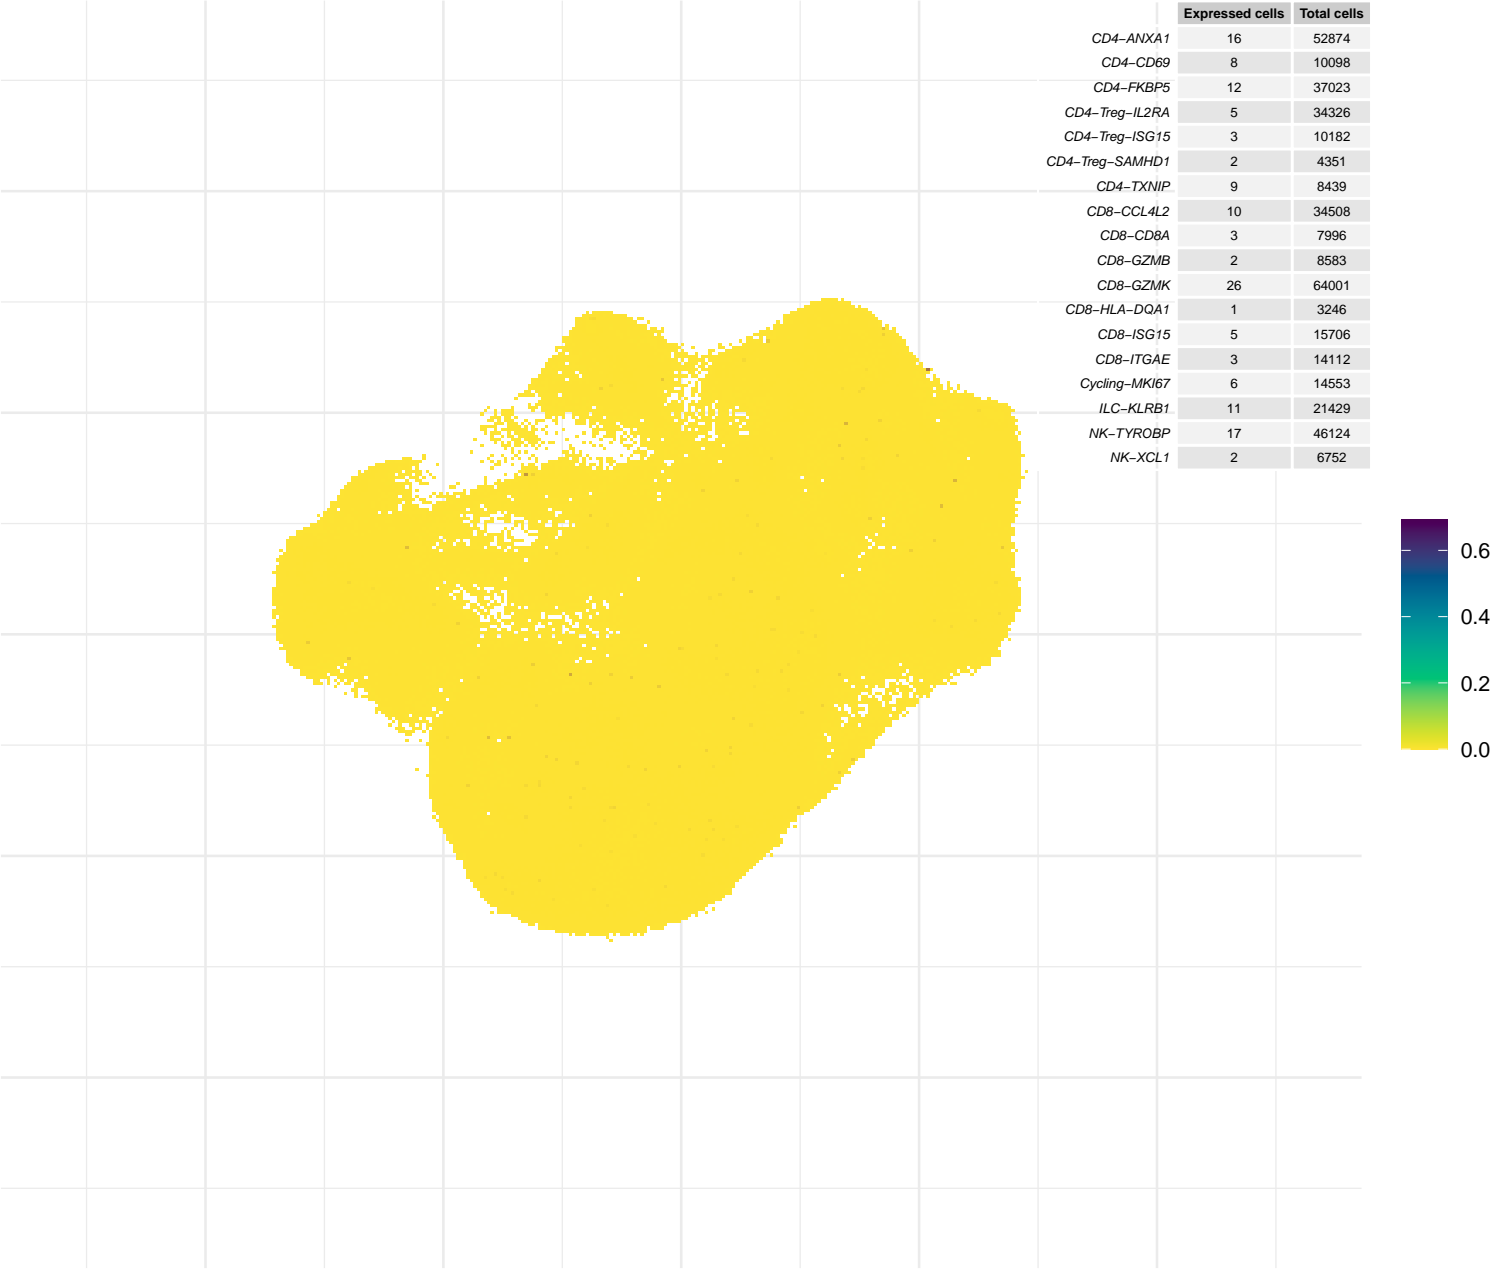 Expressed cells Total cells
CD4−ANXA1 16 52874
CD4−CD69 8 10098
CD4−FKBP5 12 37023
CD4−Treg−IL2RA 5 34326
CD4−Treg−ISG15 3 10182
CD4−Treg−SAMHD1 2 4351
CD4−TXNIP 9 8439
CD8−CCL4L2 10 34508
CD8−CD8A 3 7996
CD8−GZMB 2 8583
CD8−GZMK 26 64001
CD8−HLA−DQA1 1 3246
CD8−ISG15 5 15706
CD8−ITGAE 3 14112
Cycling−MKI67 6 14553
ILC−KLRB1 11 21429
NK−TYROBP 17 46124
NK−XCL1 2 6752
0.6
0.4
0.2
0.0